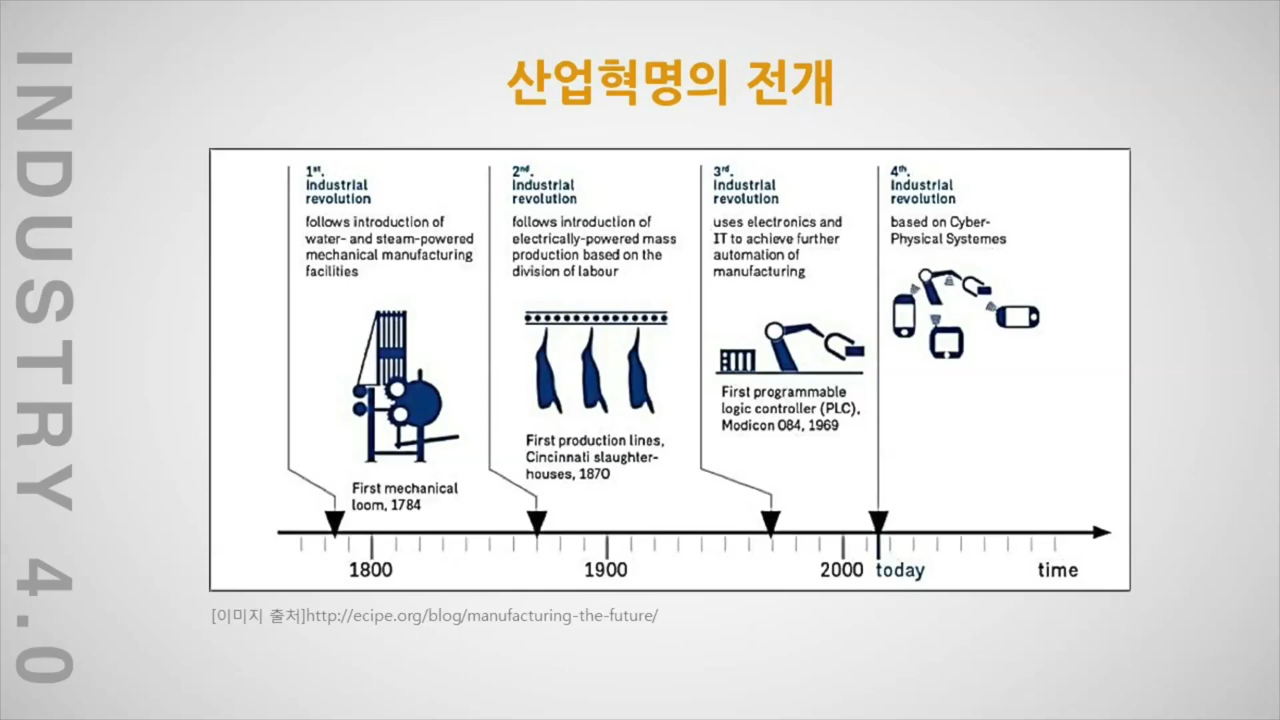 INDUSTRY 4.0
산업혁명의 전개
1st.
Industrial
revolution
follows introduction of
water- and steam-powered
mechanical manufacturing
facilities
First mechanical
loom, 1784
2nd.
Industrial
revolution
follows introduction of
electrically-powered mass
production based on the
division of labour
First production lines,
Cincinnati slaughter-
houses, 1870
3rd.
Industrial
revolution
uses electronics and
IT to achieve further
automation of
manufacturing
First programmable
logic controller (PLC),
Modicon 084, 1969
4th.
Industrial
revolution
based on Cyber-
Physical Systemes
1800 1900 2000 today time
[이미지 출처]http://ecipe.org/blog/manufacturing-the-future/